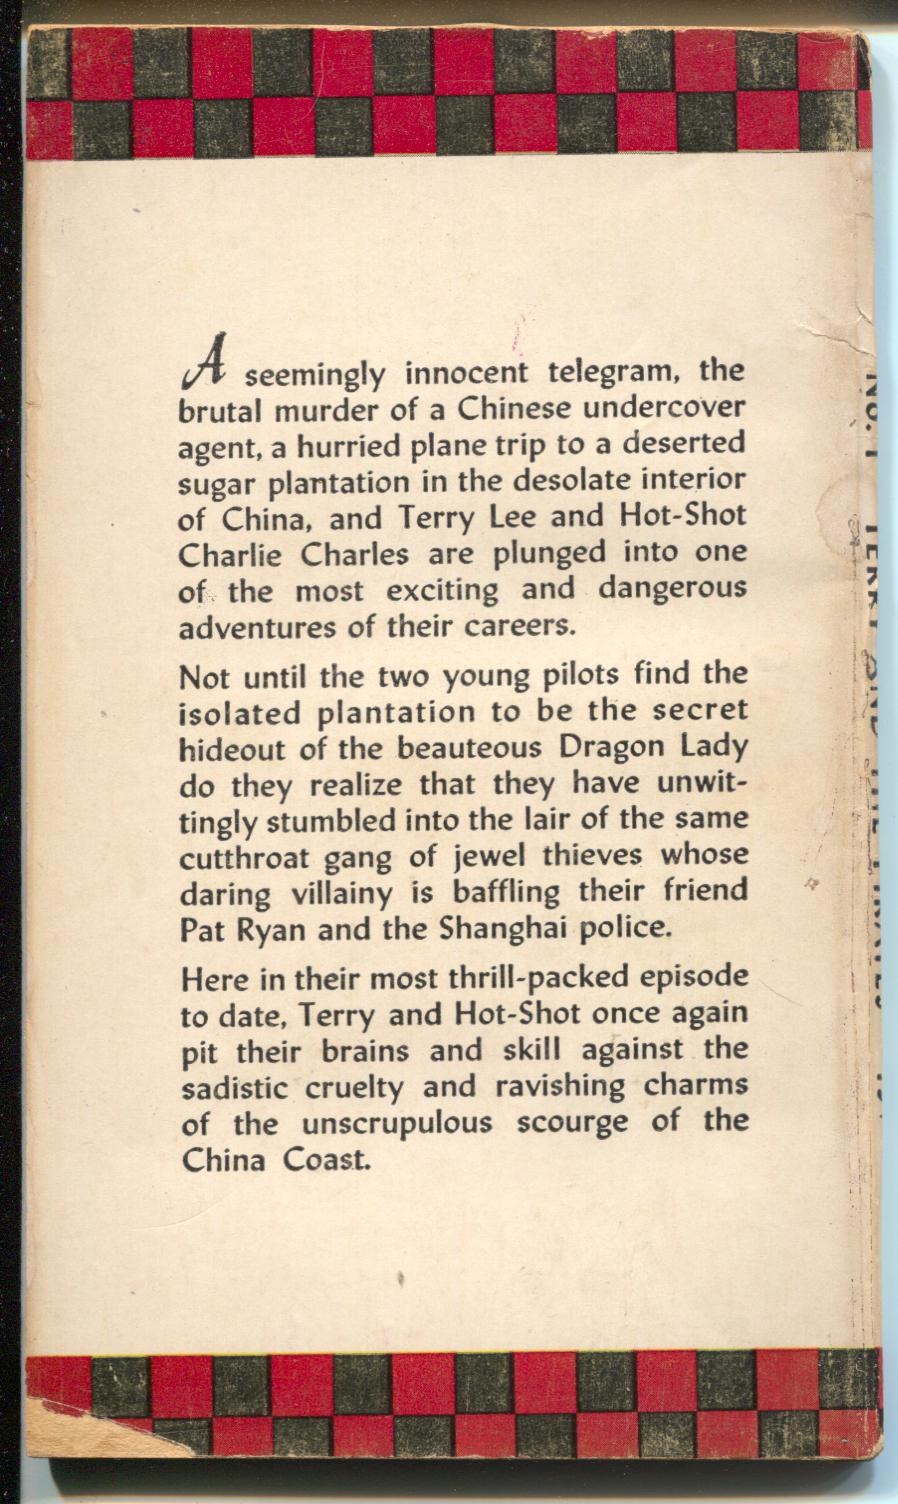 A seemingly innocent telegram, the
brutal murder of a Chinese undercover
agent, a hurried plane trip to a deserted
sugar plantation in the desolate interior
of China, and Terry Lee and Hot-Shot
Charlie Charles are plunged into one
of the most exciting and dangerous
adventures of their careers.
Not until the two young pilots find the
isolated plantation to be the secret
hideout of the beauteous Dragon Lady
do they realize that they have unwit-
tingly stumbled into the lair of the same
cutthroat gang of jewel thieves whose
daring villainy is baffling their friend
Pat Ryan and the Shanghai police.
Here in their most thrill-packed episode
to date, Terry and Hot-Shot once again
pit their brains and skill against the
sadistic cruelty and ravishing charms
of the unscrupulous scourge of the
China Coast.
No. 1 TERRY AND THE PIRATES